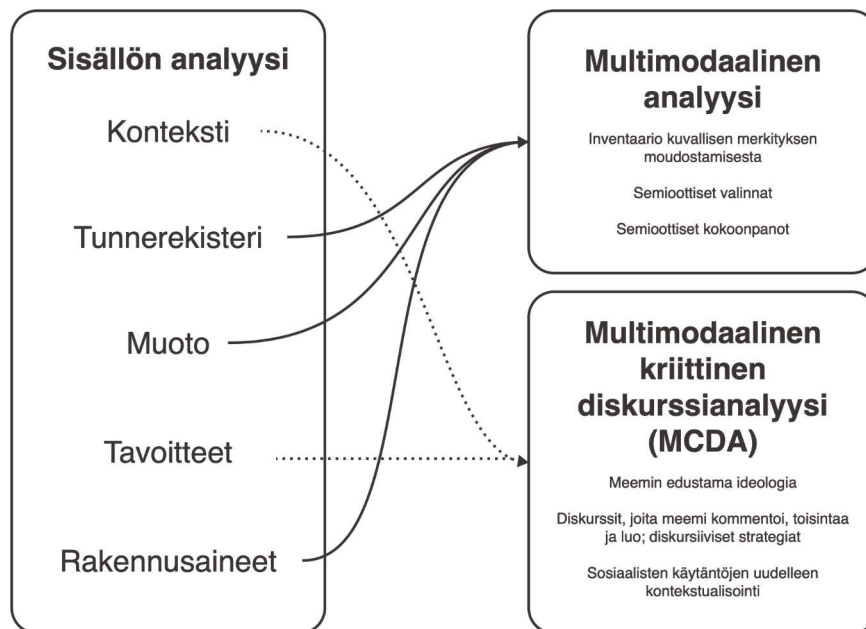 Sisällön analyysi
Konteksti
Tunnerekisteri
Muoto
Tavoitteet
Rakennusaineet
Multimodaalinen
analyysi
Inventaario kuvallisen merkityksen
moudostamisesta
Semioottiset valinnat
Semioottiset kokoonpanot
Multimodaalinen
kriittinen
diskurssianalyysi
(MCDA)
Meemin edustama ideologia
Diskurssit, joita meemi kommentoi, toisintaa
ja luo; diskursiiviset strategiat
Sosiaalisten käytäntöjen uudelleen
kontekstualisointi